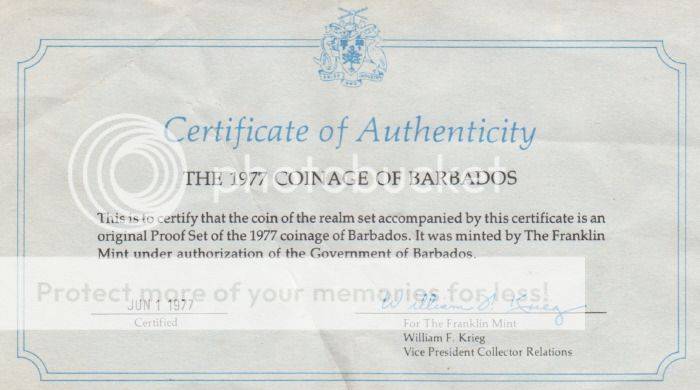 Certificate of Authenticity
THE 1977 COINAGE OF BARBADOS
photobucket
This is to certify that the coin of the realm set accompanied by this certificate is an
original Proof Set of the 1977 coinage of Barbados. It was minted by The Franklin
Mint under authorization of the Government of Barbados.
Protect more of your memories for less!
JUN 1 1977
William F. Krieg
Certified
For The Franklin Mint
William F. Krieg
Vice President Collector Relations